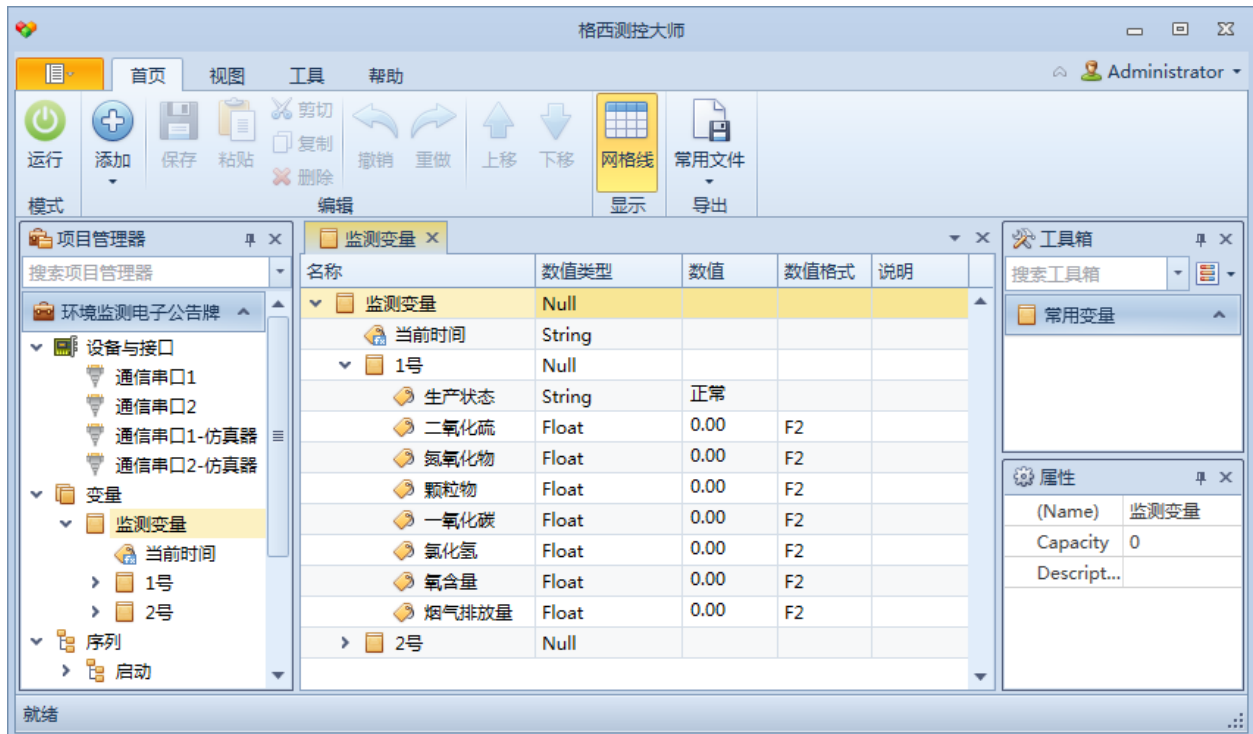 格西测控大师
首页 视图 工具 帮助 Administrator
运行 添加 保存 粘贴 剪切 复制 删除 撤销 重做 上移 下移 网格线 常用文件
模式 编辑 显示 导出
项目管理器
搜索项目管理器
环境监测电子公告牌
设备与接口
通信串口1
通信串口2
通信串口1-仿真器
通信串口2-仿真器
变量
监测变量
当前时间
1号
2号
序列
启动
监测变量
名称 数值类型 数值 数值格式 说明
监测变量 Null
当前时间 String
1号 Null
生产状态 String 正常
二氧化硫 Float 0.00 F2
氮氧化物 Float 0.00 F2
颗粒物 Float 0.00 F2
一氧化碳 Float 0.00 F2
氯化氢 Float 0.00 F2
氧含量 Float 0.00 F2
烟气排放量 Float 0.00 F2
2号 Null
工具箱
搜索工具箱
常用变量
属性
(Name) 监测变量
Capacity 0
Descript...
就绪